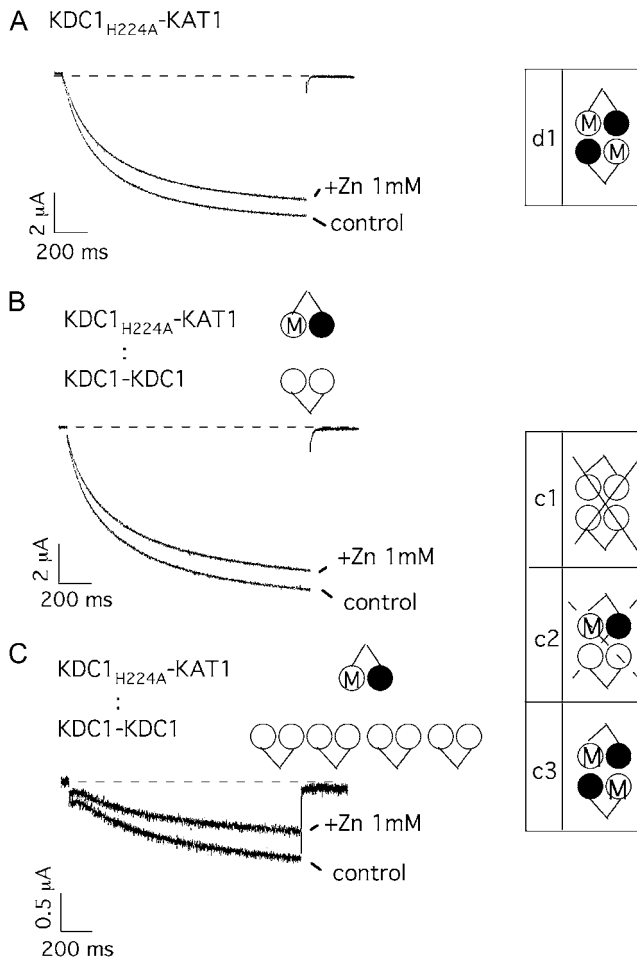 A
KDC1H224A-KAT1
+Zn 1mM
control
2 μA
200 ms
d1
M
M
B
KDC1H224A-KAT1
:
KDC1-KDC1
M
+Zn 1mM
control
2 μA
200 ms
c1
c2
M
c3
M
M
C
KDC1H224A-KAT1
:
KDC1-KDC1
M
+Zn 1mM
control
0.5 μA
200 ms